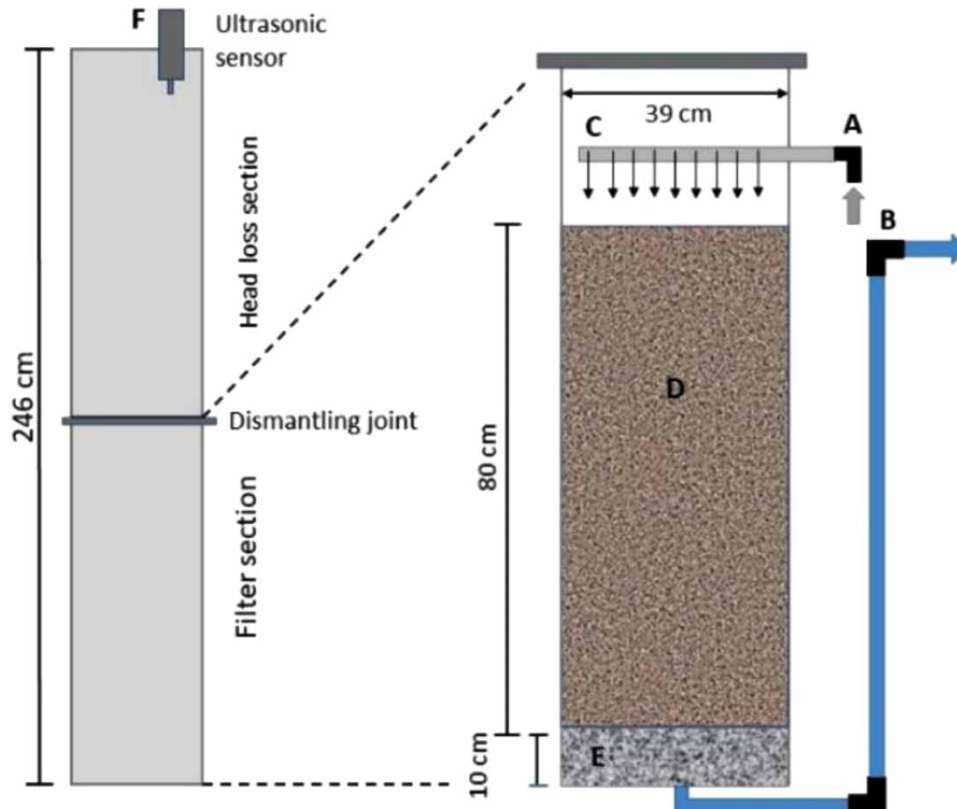 F
Ultrasonic
sensor
246 cm
Head loss section
Dismantling joint
Filter section
39 cm
C
A
B
80 cm
D
10 cm
E